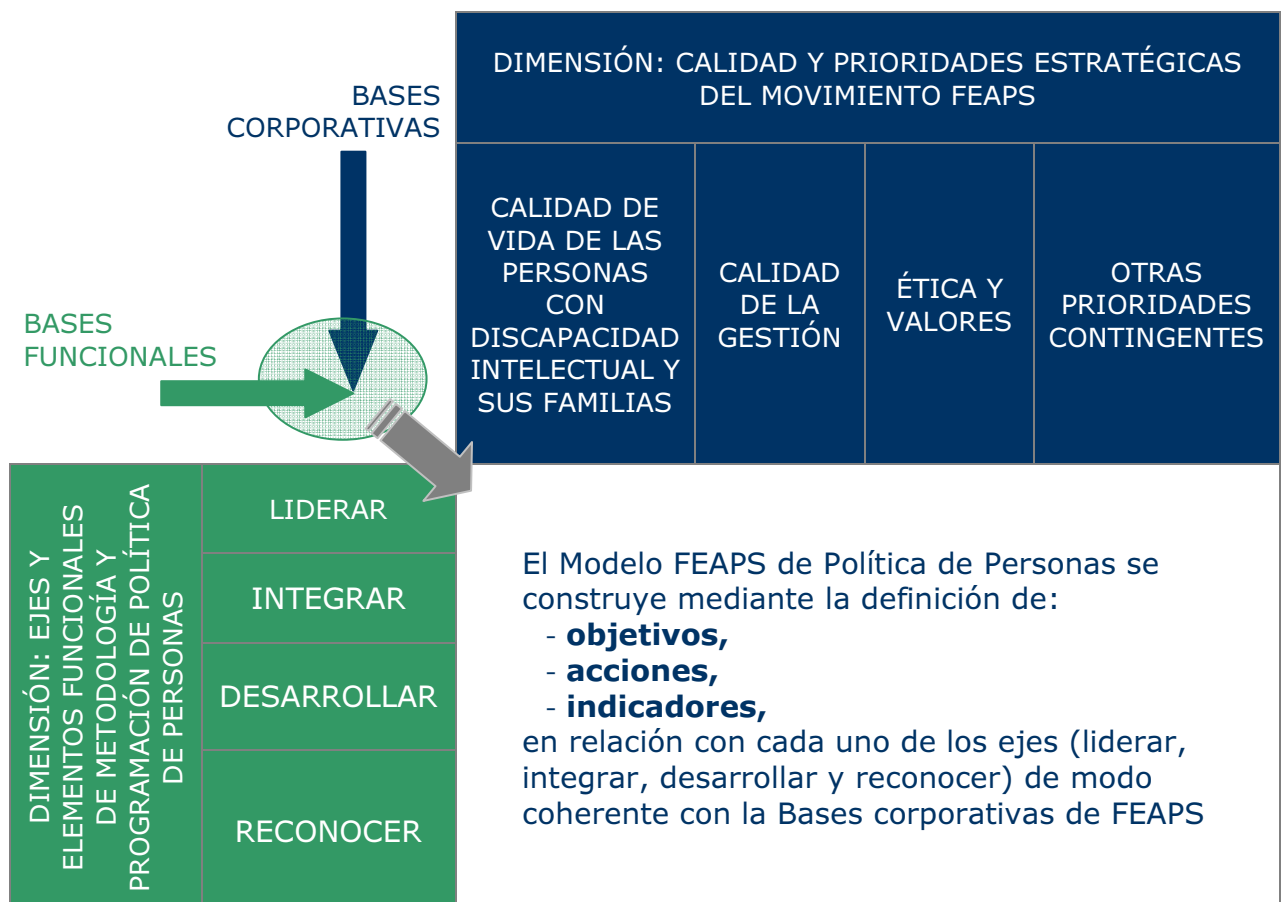 DIMENSIÓN: CALIDAD Y PRIORIDADES ESTRATÉGICAS
DEL MOVIMIENTO FEAPS
BASES
CORPORATIVAS
CALIDAD DE
VIDA DE LAS
PERSONAS
CON
DISCAPACIDAD
INTELECTUAL Y
SUS FAMILIAS
CALIDAD
DE LA
GESTIÓN
ÉTICA Y
VALORES
OTRAS
PRIORIDADES
CONTINGENTES
BASES
FUNCIONALES
DIMENSIÓN: EJES Y
ELEMENTOS FUNCIONALES
DE METODOLOGÍA Y
PROGRAMACIÓN DE POLÍTICA
DE PERSONAS
LIDERAR
INTEGRAR
DESARROLLAR
RECONOCER
El Modelo FEAPS de Política de Personas se
construye mediante la definición de:
- objetivos,
- acciones,
- indicadores,
en relación con cada uno de los ejes (liderar,
integrar, desarrollar y reconocer) de modo
coherente con la Bases corporativas de FEAPS